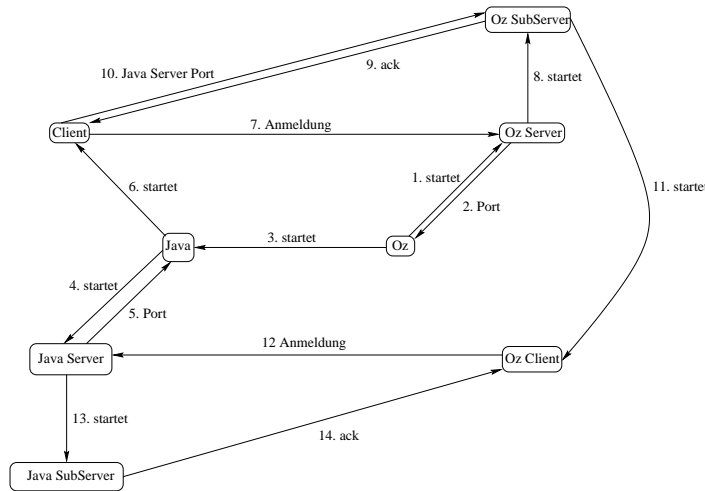 Oz SubServer
10. Java Server Port
9. ack
8. startet
Client
7. Anmeldung
Oz Server
1. startet
6. startet
2. Port
11. startet
3. startet
Java
Oz
4. startet
5. Port
12 Anmeldung
Java Server
Oz Client
13. startet
14. ack
Java SubServer